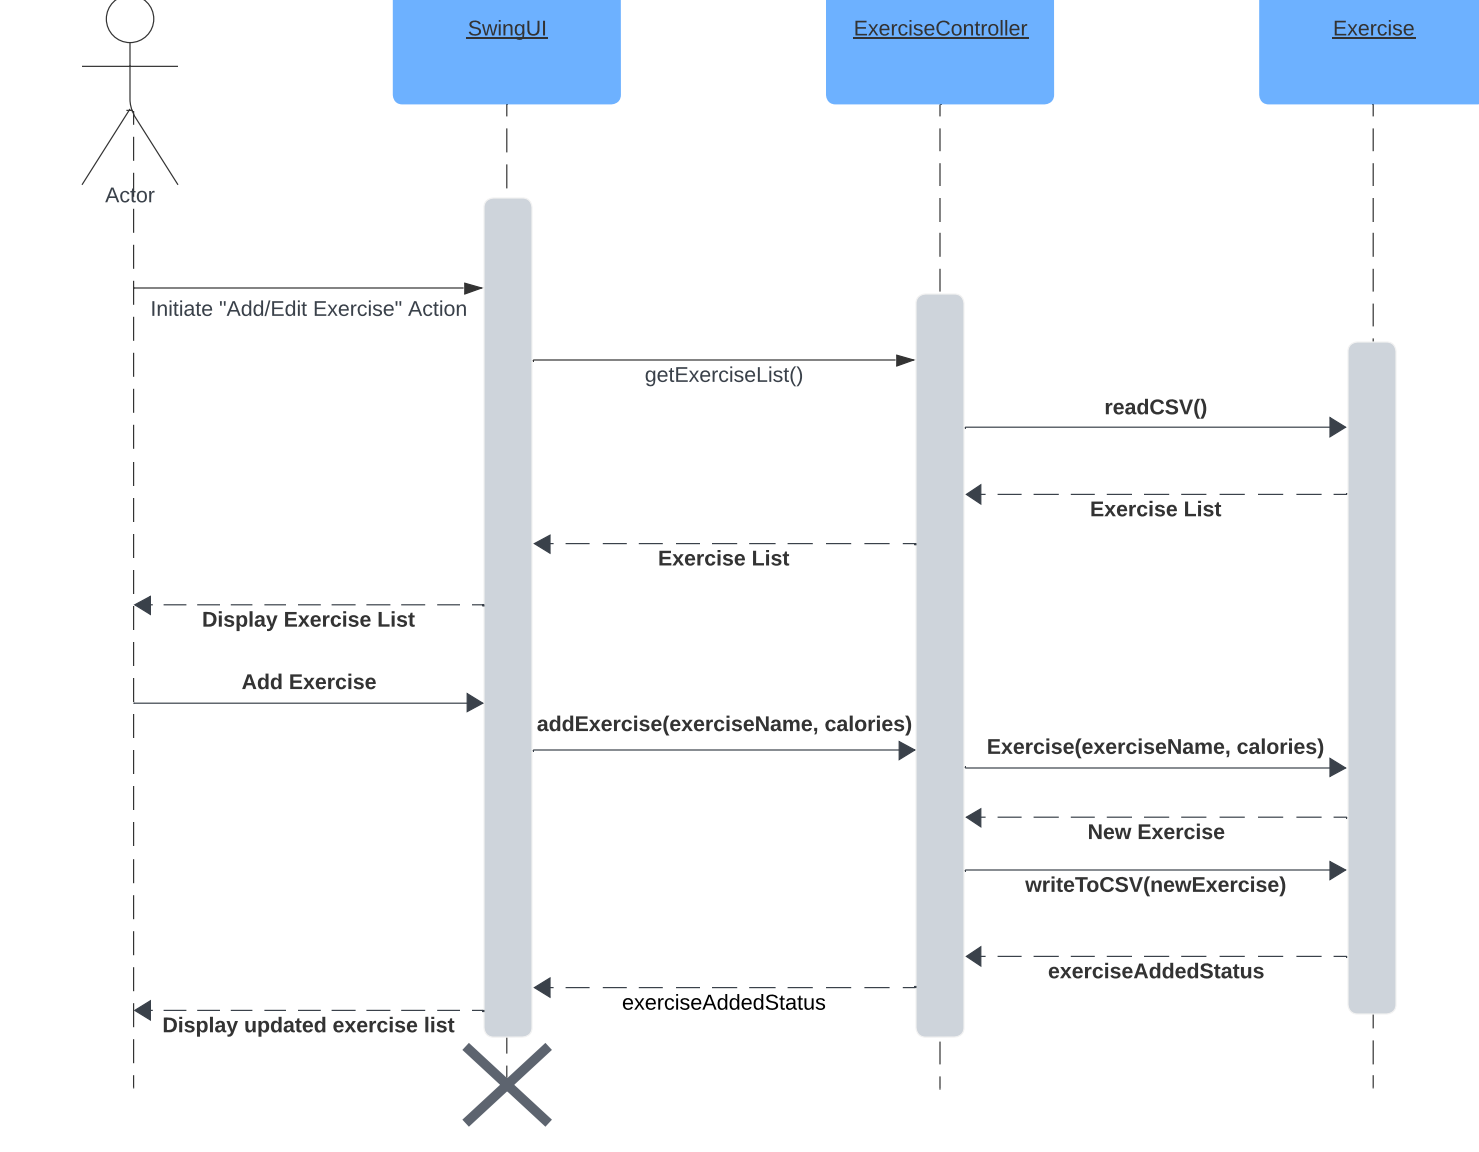 SwingUI
ExerciseController
Exercise
Actor
Initiate "Add/Edit Exercise" Action
getExerciseList()
readCSV()
Exercise List
Exercise List
Display Exercise List
Add Exercise
addExercise(exerciseName, calories)
Exercise(exerciseName, calories)
New Exercise
writeToCSV(newExercise)
exerciseAddedStatus
exerciseAddedStatus
Display updated exercise list